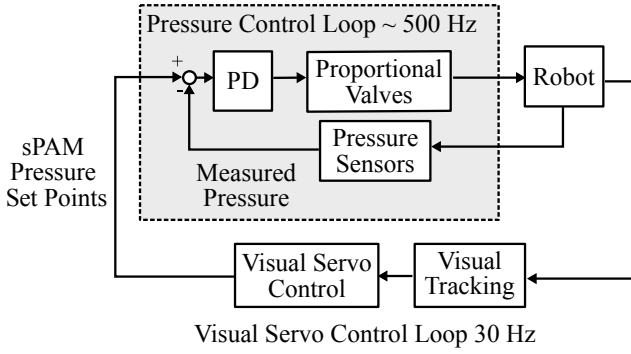 Pressure Control Loop ~ 500 Hz
+
-
PD
Proportional
Valves
Robot
Pressure
Sensors
Measured
Pressure
sPAM
Pressure
Set Points
Visual Servo
Control
Visual
Tracking
Visual Servo Control Loop 30 Hz